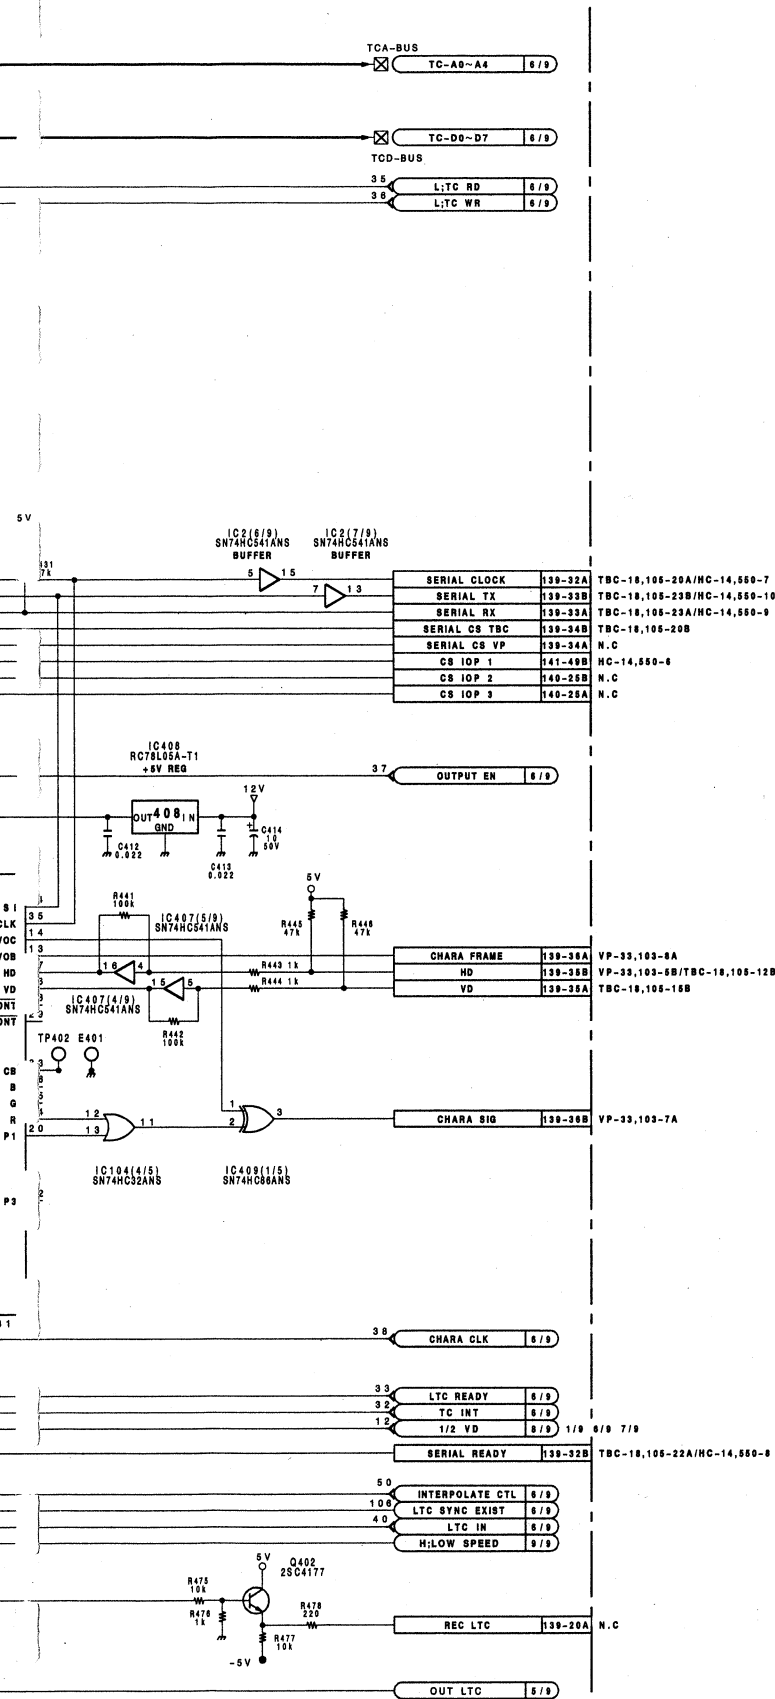 TCA-BUS
TC-A0~A4 6/9
TC-D0~D7 6/9
TCD-BUS
35 L;TC RD 6/9
36 L;TC WR 6/9
5V
IC2(6/9) IC2(7/9)
SN74HC541ANS SN74HC541ANS
BUFFER BUFFER
5 15 SERIAL CLOCK 139-32A TBC-18,105-20A/HC-14,550-7
7 13 SERIAL TX 139-33B TBC-18,105-23B/HC-14,550-10
SERIAL RX 139-33A TBC-18,105-23A/HC-14,550-9
SERIAL CS TBC 139-34B TBC-18,105-20B
SERIAL CS VP 139-34A N.C
CS IOP 1 141-49B HC-14,550-6
CS IOP 2 140-25B N.C
CS IOP 3 140-25A N.C
IC408
RC78L05A-T1
+5V REG
37 OUTPUT EN 6/9
12V
OUT 408 IN
GND
C412
0.022
C413
0.022
+ C414
10
50V
5V
R441
100k
IC407(5/9)
SN74HC541ANS
R445
47k
R446
47k
SI
CLK 35
VOC 14
VOB 13 CHARA FRAME 139-36A VP-33,103-8A
HD 16 4 R443 1k HD 139-35B VP-33,103-5B/TBC-18,105-12B
VD 15 5 R444 1k VD 139-35A TBC-18,105-15B
IC407(4/9)
SN74HC541ANS
R442
100k
TP402 E401
CB
B
G
R 12
P1 20 13 11
1
2 3 CHARA SIG 139-36B VP-33,103-7A
IC104(4/5) IC409(1/5)
SN74HC32ANS SN74HC86ANS
P3
38 CHARA CLK 6/9
33 LTC READY 6/9
32 TC INT 6/9
12 1/2 VD 8/9 1/9 6/9 7/9
SERIAL READY 139-32B TBC-18,105-22A/HC-14,550-8
50 INTERPOLATE CTL 6/9
106 LTC SYNC EXIST 6/9
40 LTC IN 6/9
H;LOW SPEED 9/9
5V Q402
2SC4177
R475
10k
R476
1k
R478
220
REC LTC 139-20A N.C
R477
10k
-5V
OUT LTC 5/9